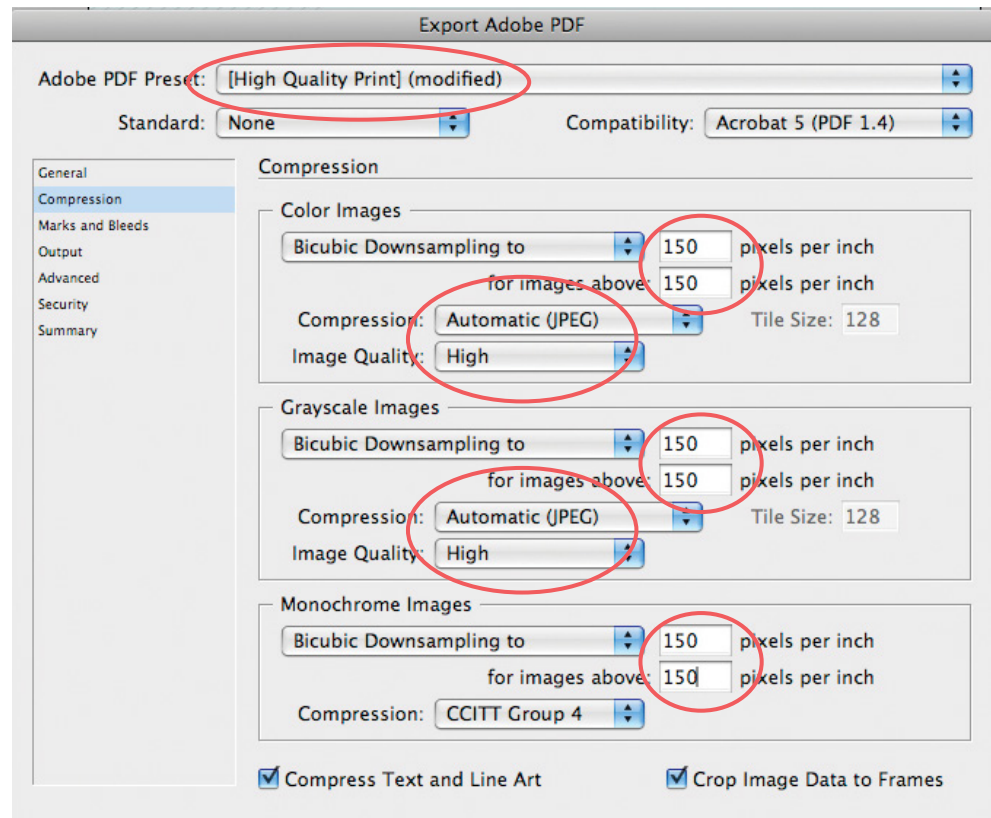 Export Adobe PDF
Adobe PDF Preset: [High Quality Print] (modified)
Standard: None Compatibility: Acrobat 5 (PDF 1.4)
General
Compression
Marks and Bleeds
Output
Advanced
Security
Summary
Compression
Color Images
Bicubic Downsampling to 150 pixels per inch
for images above: 150 pixels per inch
Compression: Automatic (JPEG) Tile Size: 128
Image Quality: High
Grayscale Images
Bicubic Downsampling to 150 pixels per inch
for images above: 150 pixels per inch
Compression: Automatic (JPEG) Tile Size: 128
Image Quality: High
Monochrome Images
Bicubic Downsampling to 150 pixels per inch
for images above: 150 pixels per inch
Compression: CCITT Group 4
Compress Text and Line Art Crop Image Data to Frames